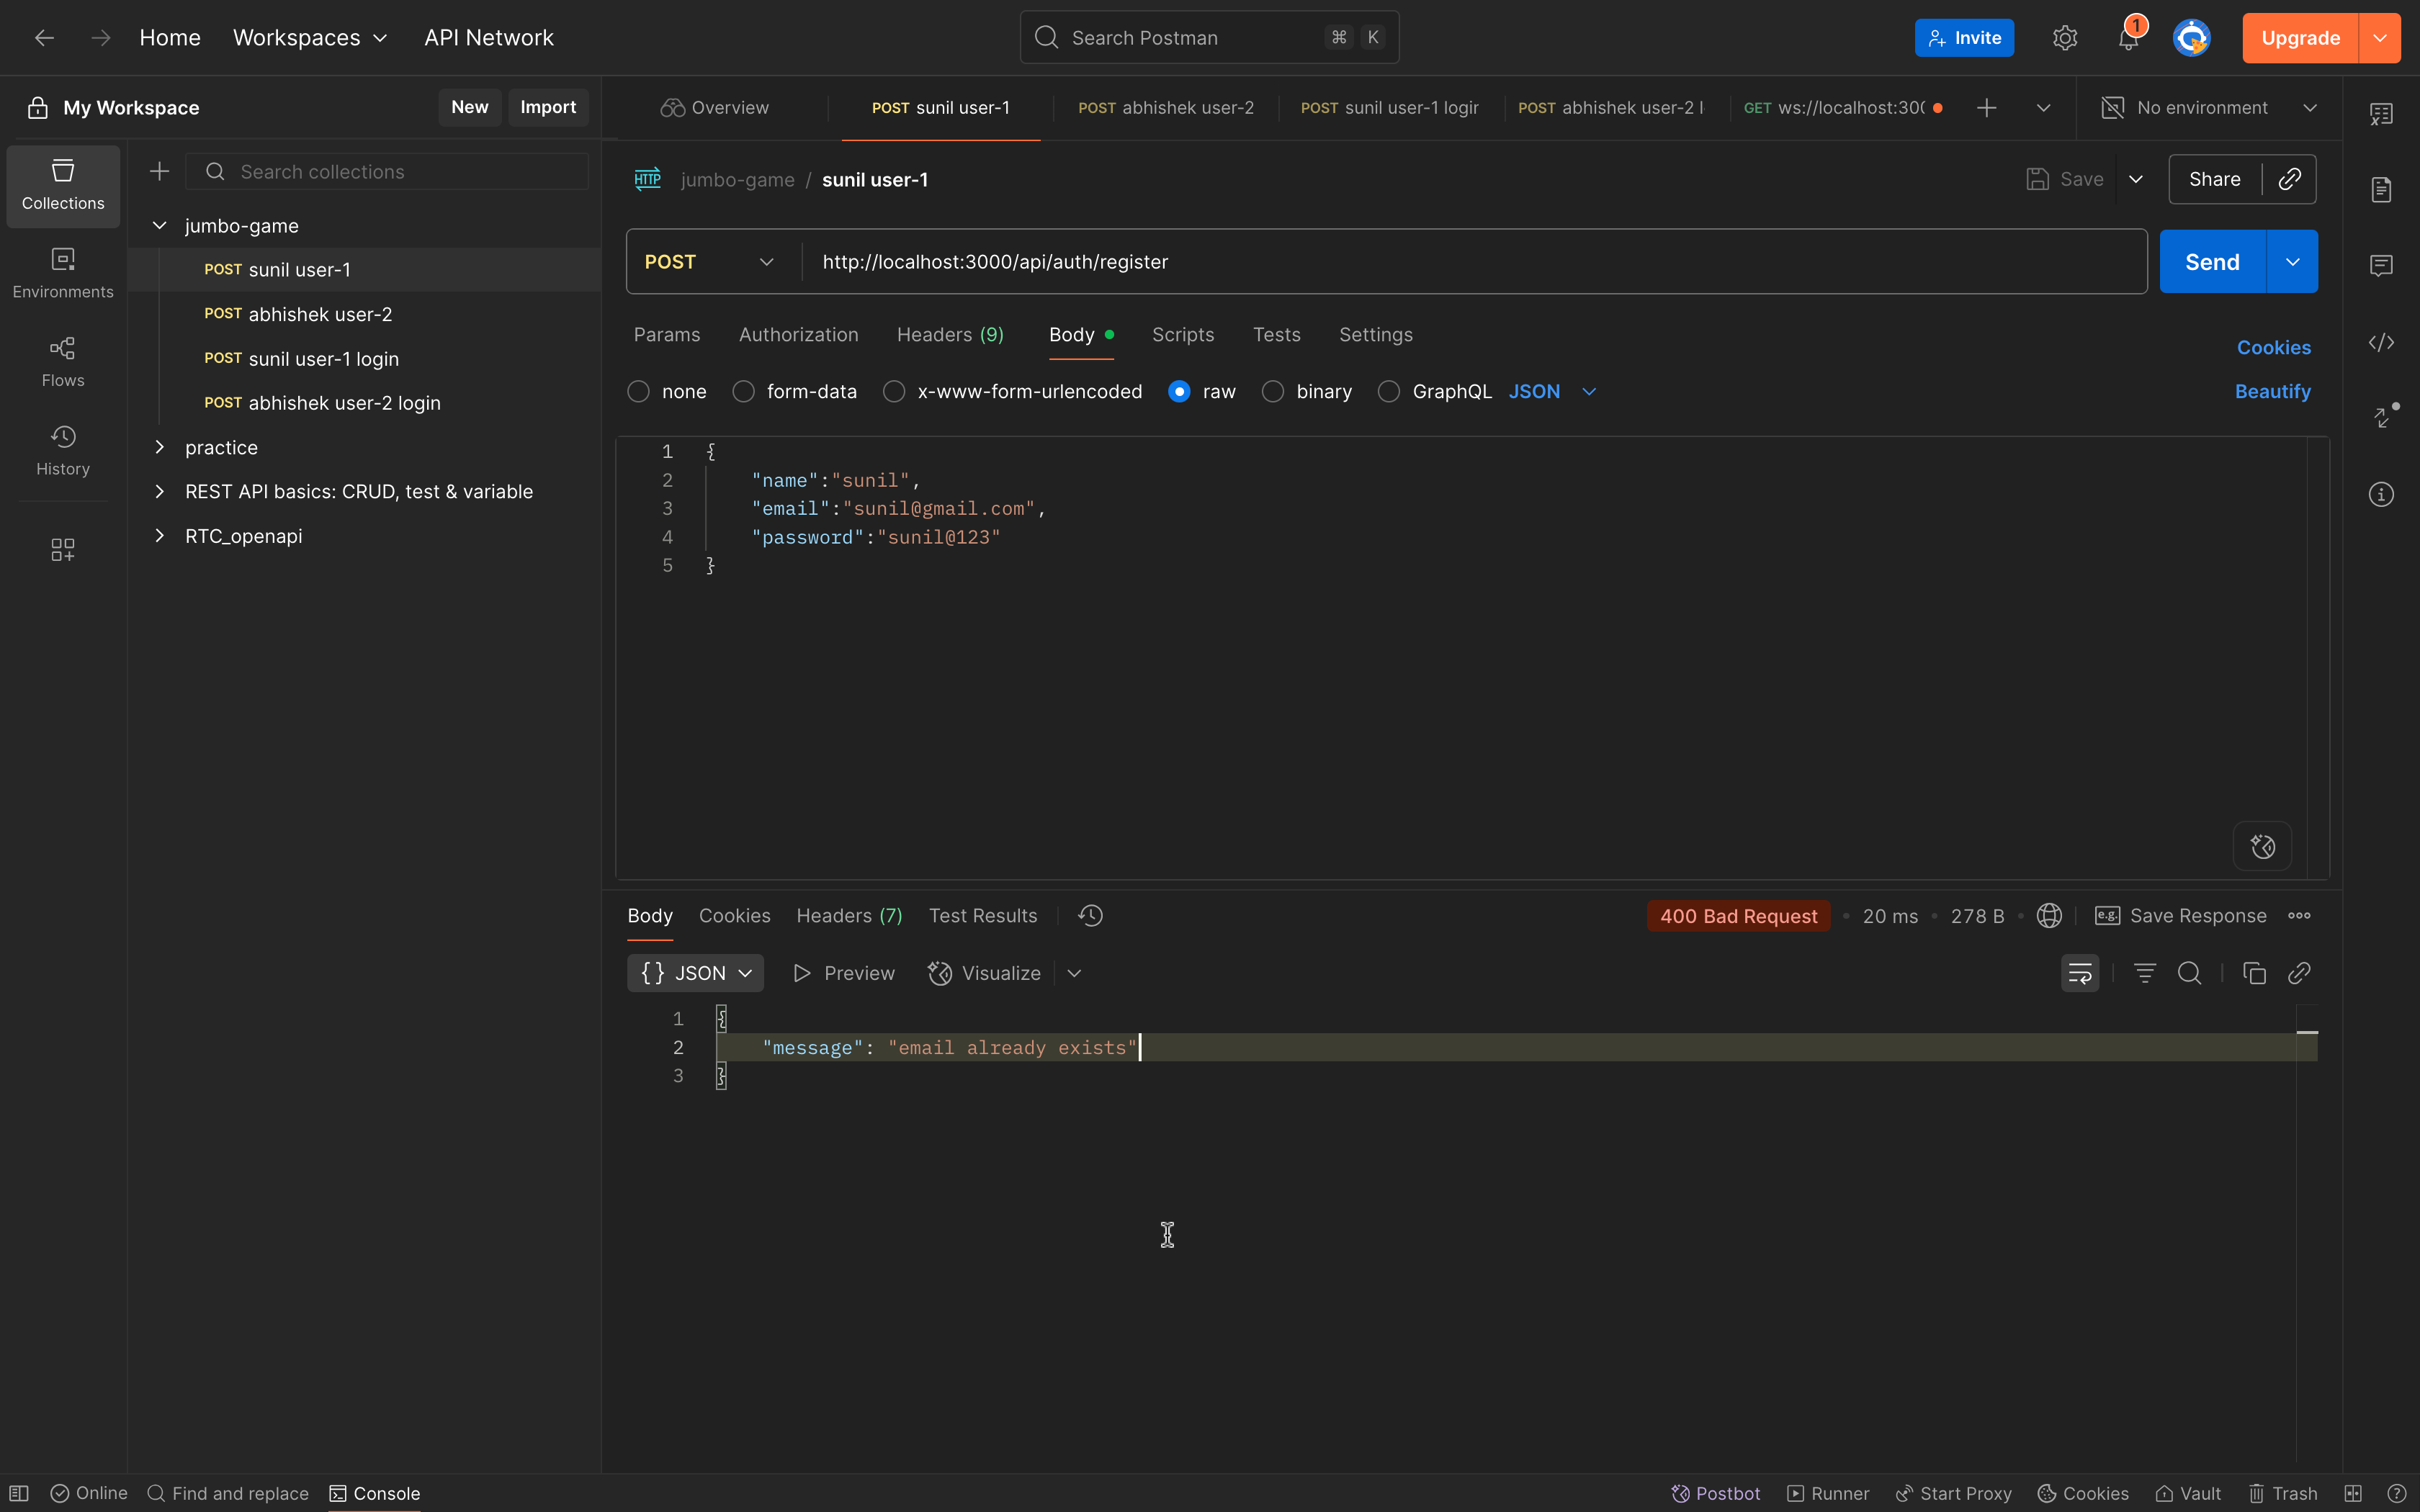 Home Workspaces API Network Search Postman ⌘ K Invite 1 Upgrade
My Workspace New Import
Overview POST sunil user-1 POST abhishek user-2 POST sunil user-1 login POST abhishek user-2 l GET ws://localhost:300 No environment
Collections
Environments
Flows
History
Search collections
jumbo-game
POST sunil user-1
POST abhishek user-2
POST sunil user-1 login
POST abhishek user-2 login
practice
REST API basics: CRUD, test & variable
RTC_openapi
HTTP jumbo-game / sunil user-1 Save Share
POST http://localhost:3000/api/auth/register Send
Params Authorization Headers (9) Body Scripts Tests Settings Cookies
none form-data x-www-form-urlencoded raw binary GraphQL JSON Beautify
1 {
2 "name":"sunil",
3 "email":"sunil@gmail.com",
4 "password":"sunil@123"
5 }
Body Cookies Headers (7) Test Results 400 Bad Request • 20 ms • 278 B • e.g. Save Response
{} JSON Preview Visualize
1 {
2 "message": "email already exists"
3 }
Online Find and replace Console Postbot Runner Start Proxy Cookies Vault Trash